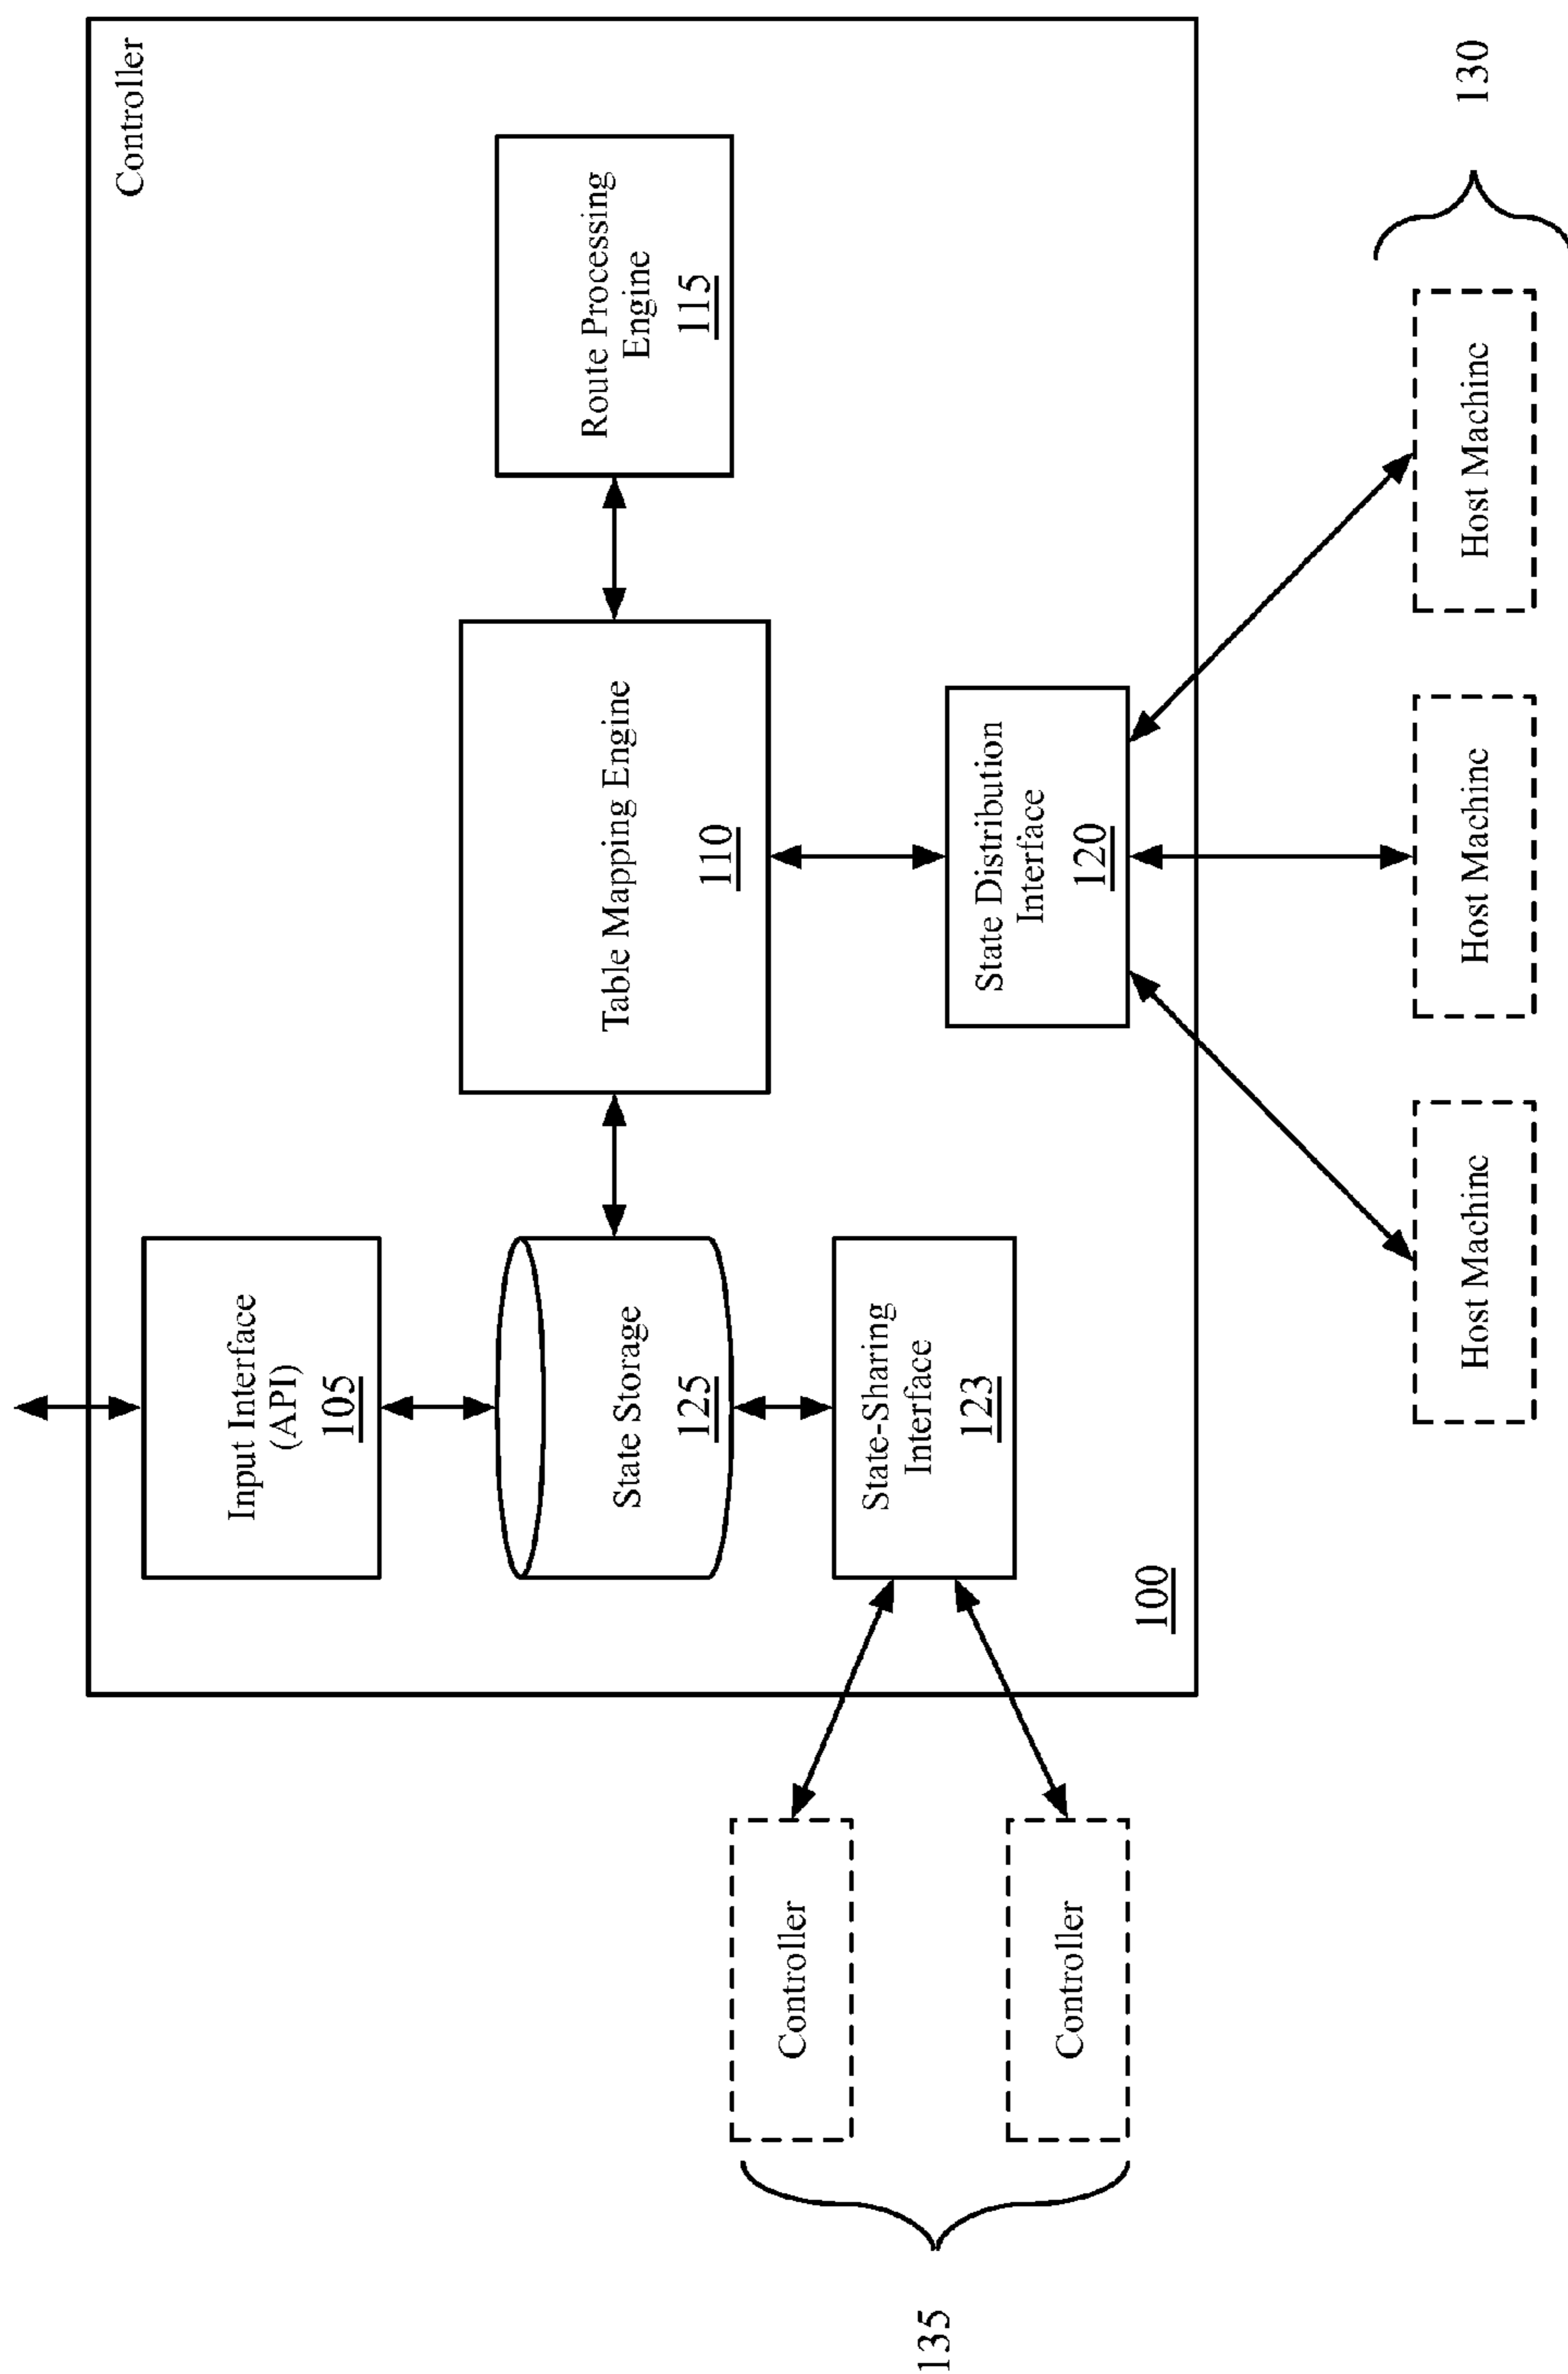 Controller
Input Interface
(API)
105
State Storage
125
Table Mapping Engine
110
Route Processing
Engine
115
State-Sharing
Interface
123
State Distribution
Interface
120
100
Controller
Controller
135
Host Machine
Host Machine
Host Machine
130